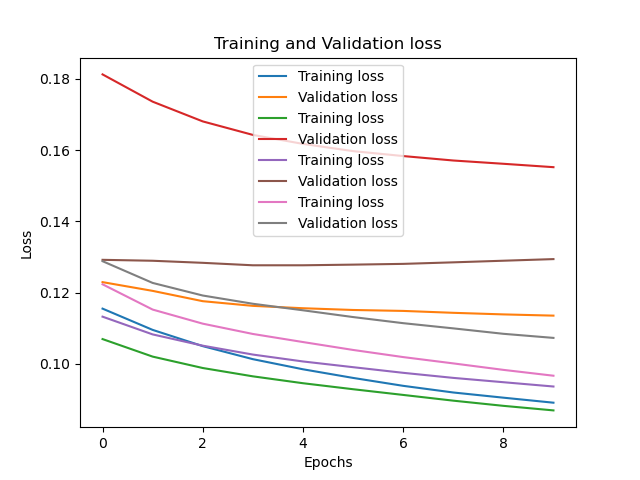 Training and Validation loss
Loss
0.18
0.16
0.14
0.12
0.10
Training loss
Validation loss
Training loss
Validation loss
Training loss
Validation loss
Training loss
Validation loss
0 2 4 6 8
Epochs